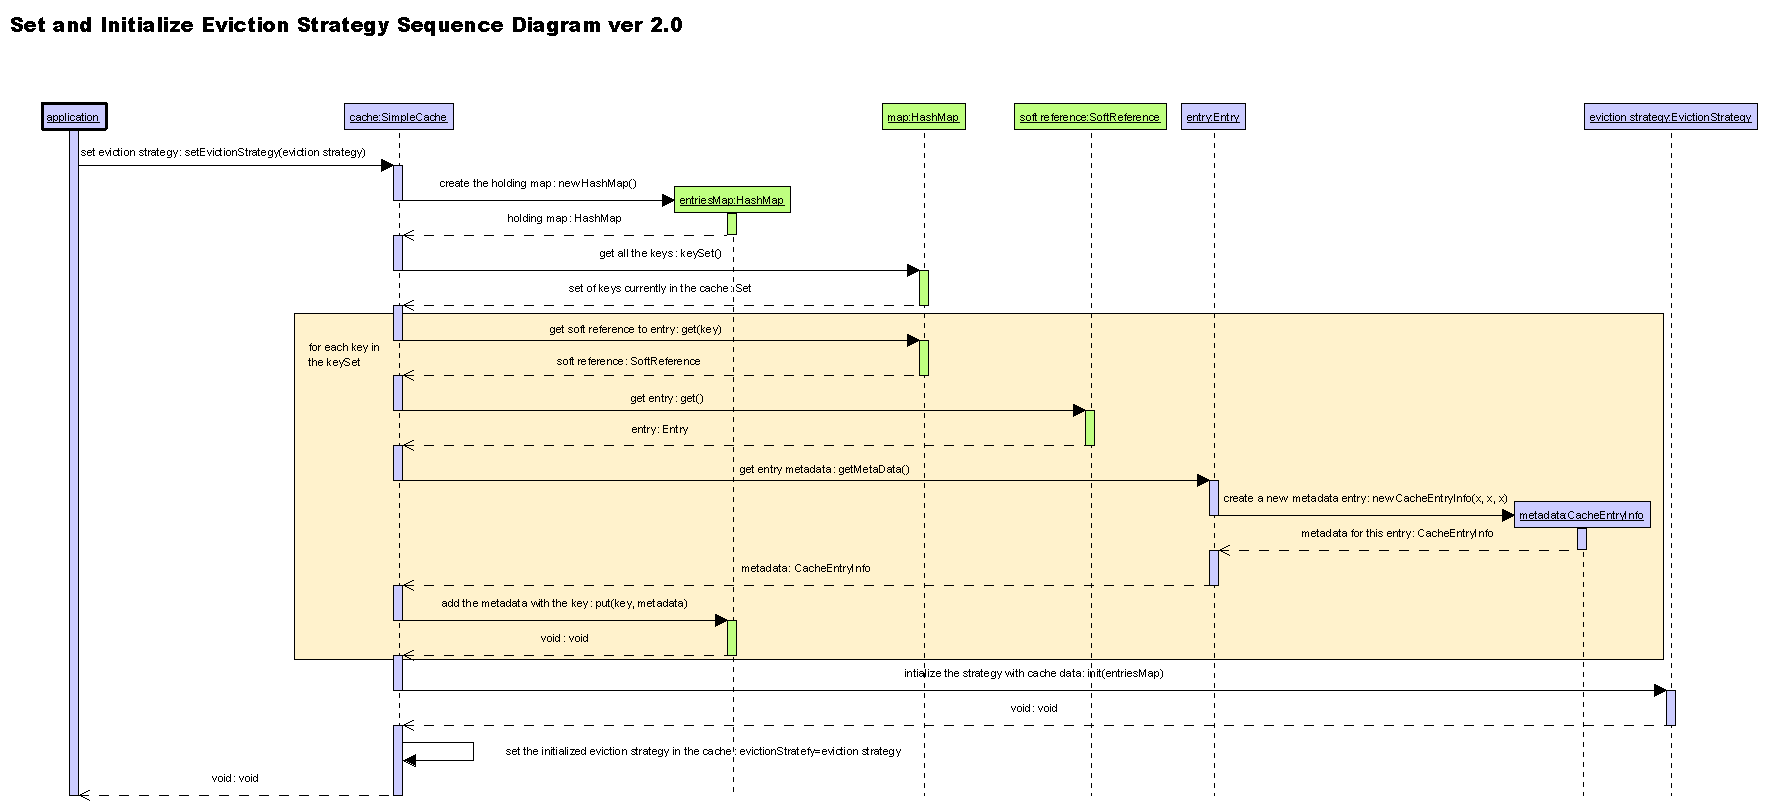 Set and Initialize Eviction Strategy Sequence Diagram ver 2.0
application
cache:SimpleCache
map:HashMap
soft reference:SoftReference
entry:Entry
eviction strategy:EvictionStrategy
set eviction strategy: setEvictionStrategy(eviction strategy)
create the holding map: newHashMap()
entriesMap:HashMap
holding map: HashMap
get all the keys: keySet()
set of keys currently in the cache: Set
for each key in
the keySet
get soft reference to entry: get(key)
soft reference: SoftReference
get entry: get()
entry: Entry
get entry metadata: getMetaData()
create a new metadata entry: newCacheEntryInfo(x, x, x)
metadata:CacheEntryInfo
metadata for this entry: CacheEntryInfo
metadata: CacheEntryInfo
add the metadata with the key: put(key, metadata)
void: void
intialize the strategy with cache data: init(entriesMap)
void: void
set the initialized eviction strategy in the cache: evictionStratefy=eviction strategy
void: void